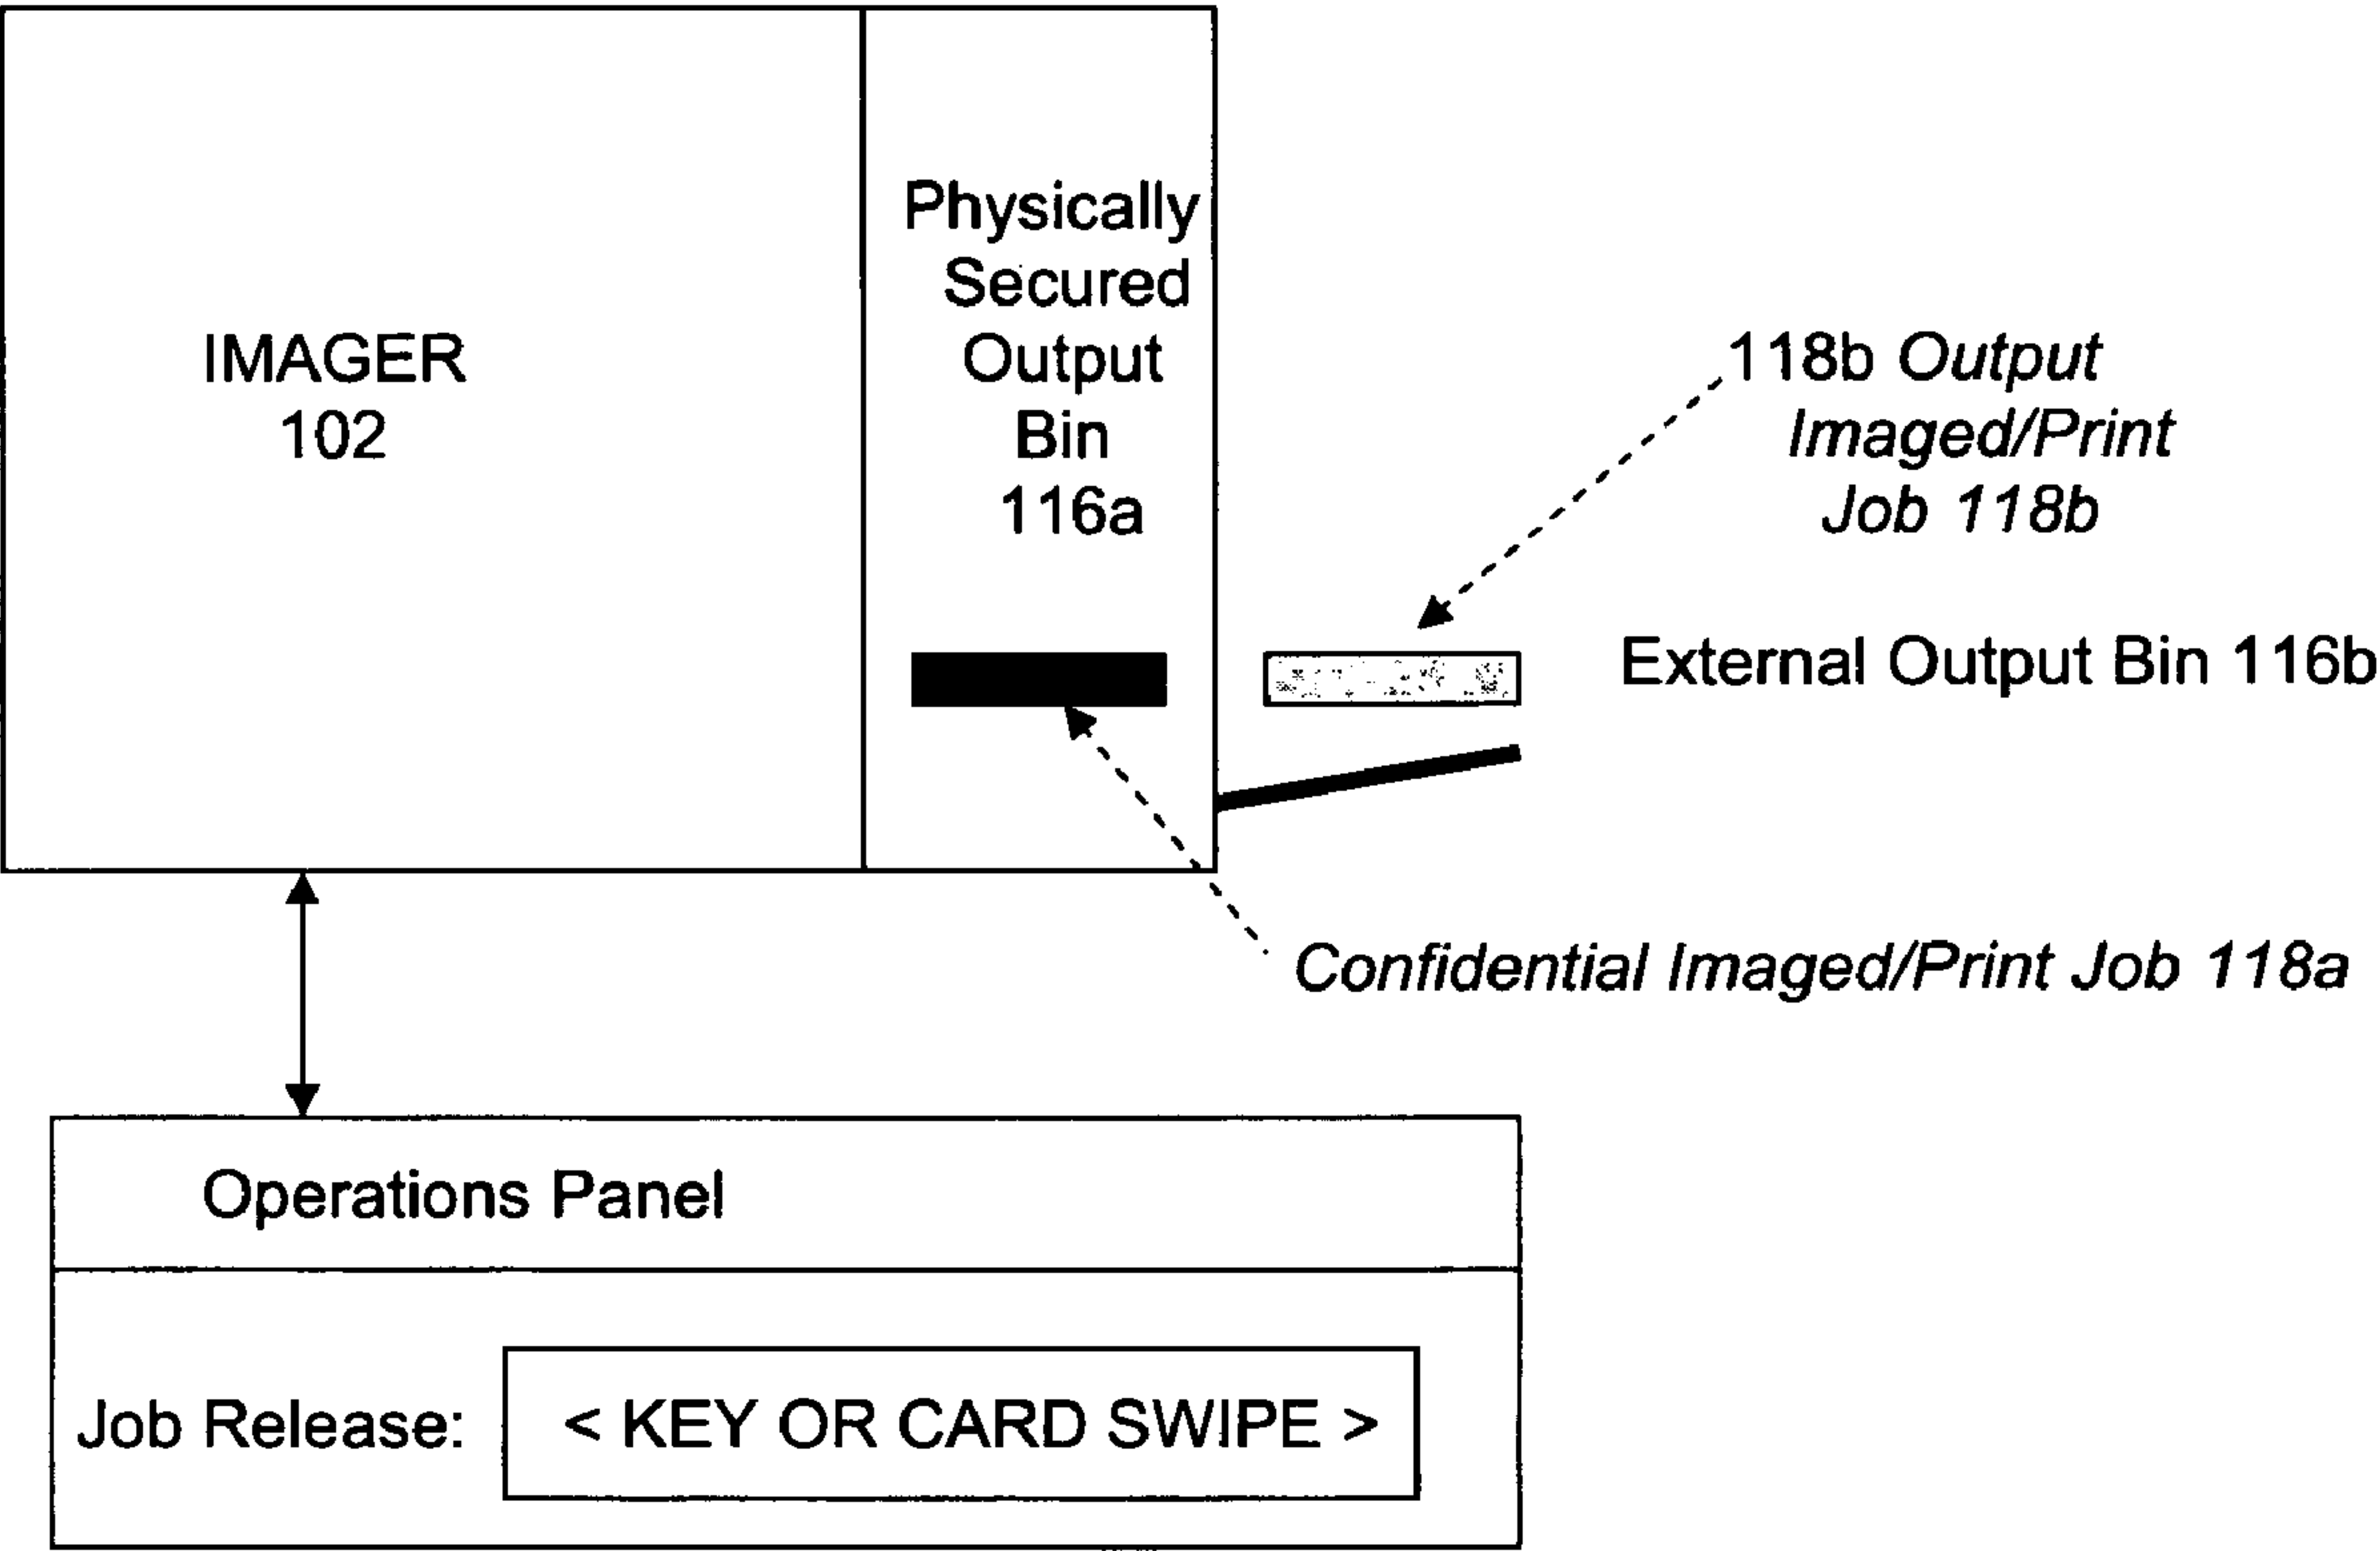 IMAGER
102
Physically
Secured
Output
Bin
116a
118b Output
Imaged/Print
Job 118b
External Output Bin 116b
Confidential Imaged/Print Job 118a
Operations Panel
Job Release:
< KEY OR CARD SWIPE >